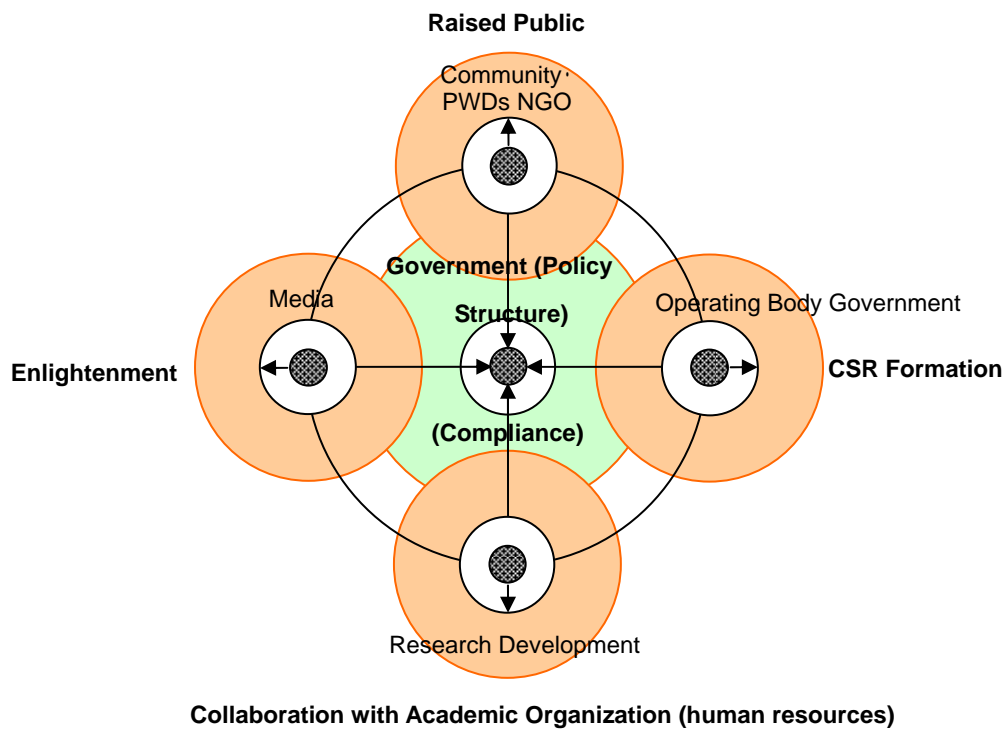 Raised Public
Community ·
PWDs NGO
Government (Policy
Structure)
Media
Operating Body Government
Enlightenment
CSR Formation
(Compliance)
Research Development
Collaboration with Academic Organization (human resources)